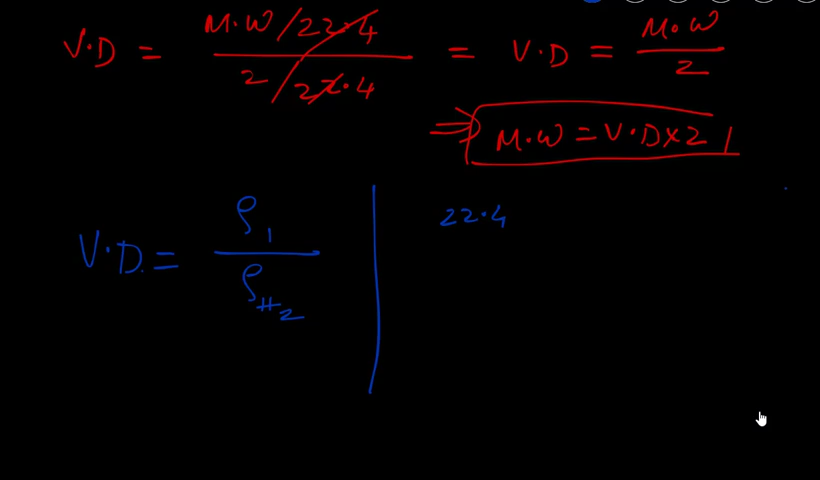 V.D = M.W/22.4 / 2/22.4 = V.D = M.W / 2
⇒ M.W = V.D×2
V.D. = ρ1 / ρH2
22.4